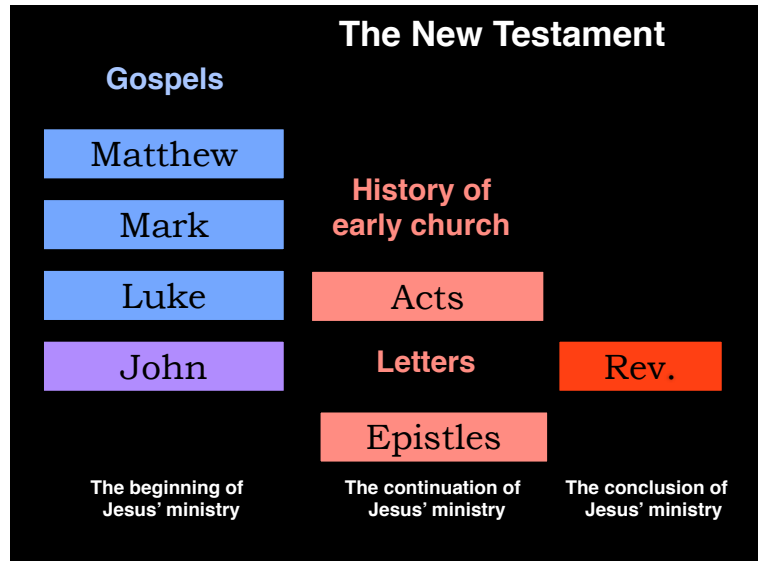 The New Testament
Gospels
Matthew
Mark
Luke
John
History of
early church
Acts
Letters
Epistles
Rev.
The beginning of
Jesus’ ministry
The continuation of
Jesus’ ministry
The conclusion of
Jesus’ ministry